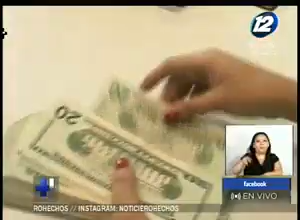 12
20
facebook
EN VIVO
ROHECHOS // INSTAGRAM: NOTICIEROHECHOS